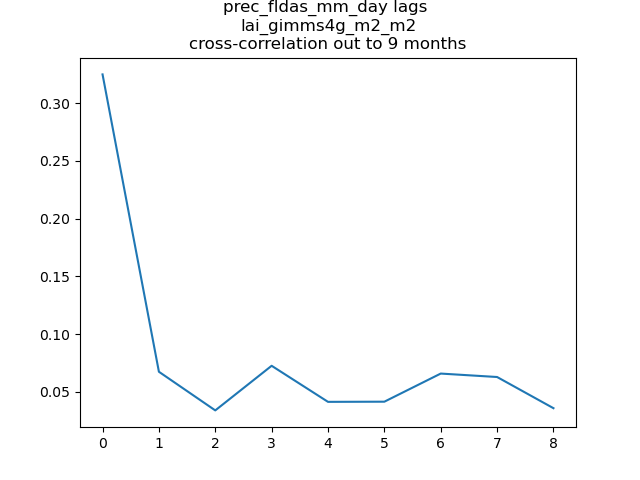 prec_fldas_mm_day lags
lai_gimms4g_m2_m2
cross-correlation out to 9 months
0.30
0.25
0.20
0.15
0.10
0.05
0 1 2 3 4 5 6 7 8